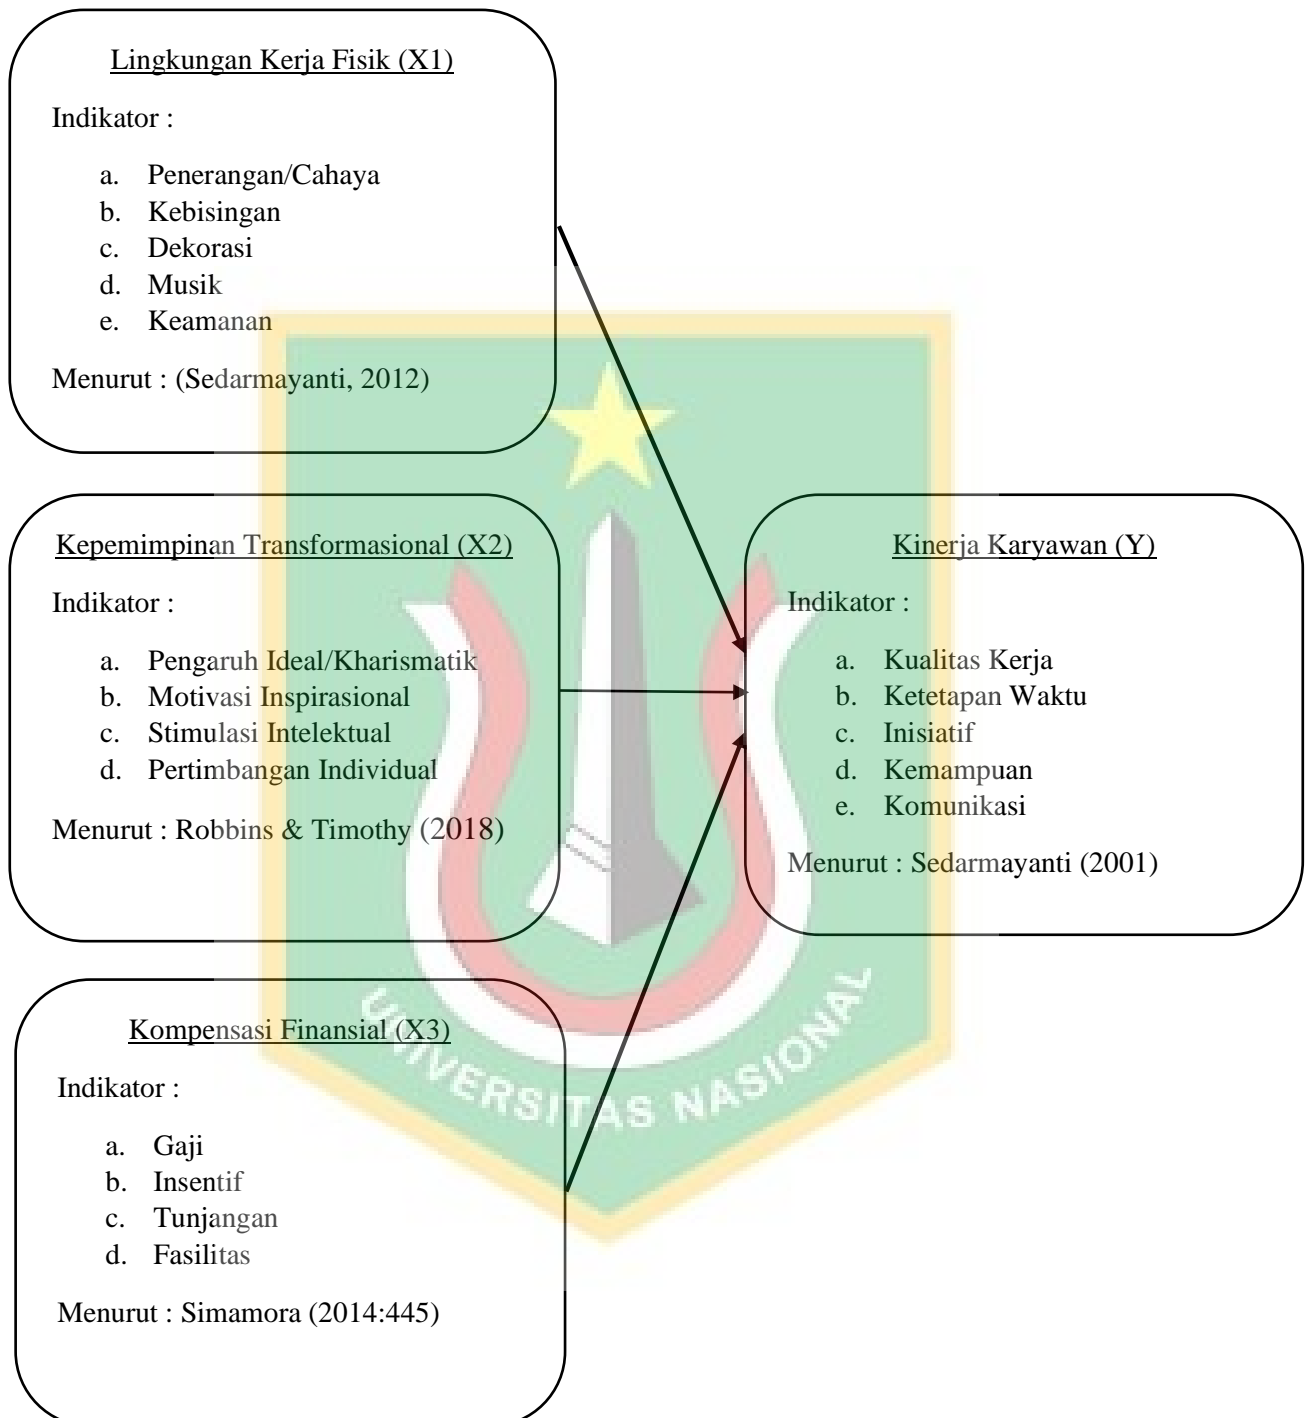 Lingkungan Kerja Fisik (X1)
Indikator :
a. Penerangan/Cahaya
b. Kebisingan
c. Dekorasi
d. Musik
e. Keamanan
Menurut : (Sedarmayanti, 2012)
Kepemimpinan Transformasional (X2)
Indikator :
a. Pengaruh Ideal/Kharismatik
b. Motivasi Inspirasional
c. Stimulasi Intelektual
d. Pertimbangan Individual
Menurut : Robbins & Timothy (2018)
Kinerja Karyawan (Y)
Indikator :
a. Kualitas Kerja
b. Ketetapan Waktu
c. Inisiatif
d. Kemampuan
e. Komunikasi
Menurut : Sedarmayanti (2001)
Kompensasi Finansial (X3)
Indikator :
a. Gaji
b. Insentif
c. Tunjangan
d. Fasilitas
Menurut : Simamora (2014:445)
UNIVERSITAS NASIONAL